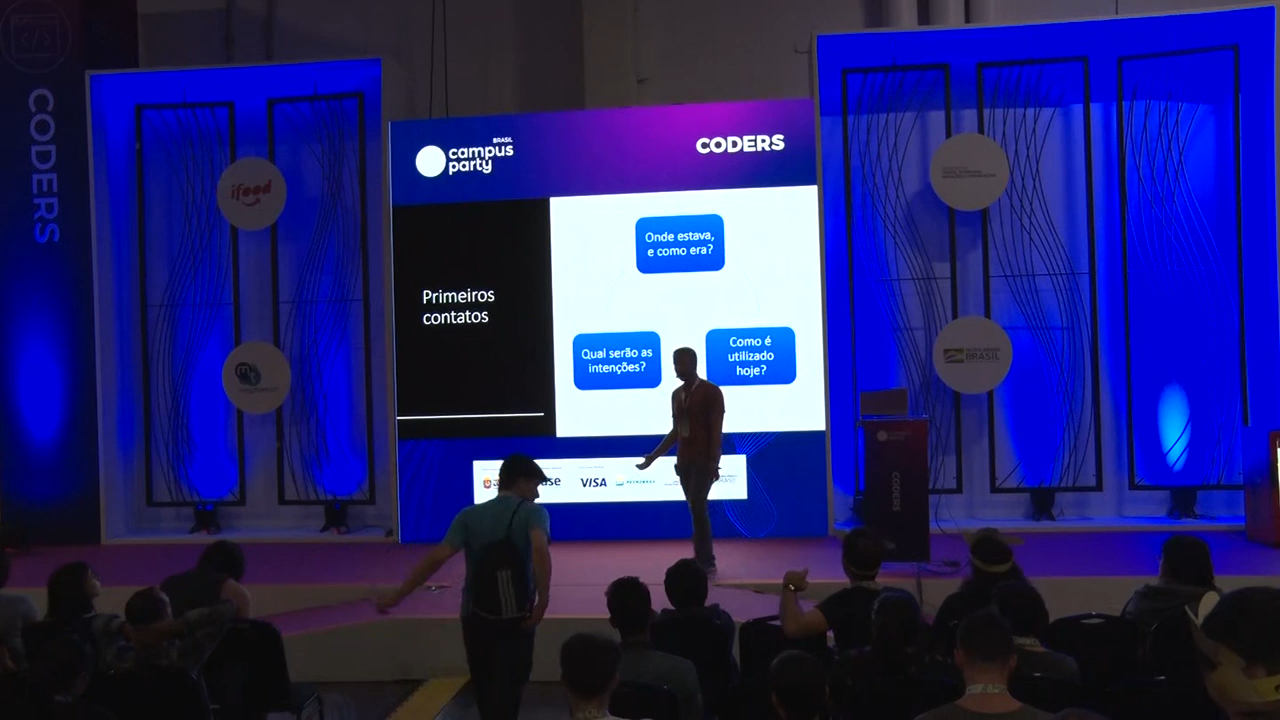 CODERS
ifood
BRASIL
campus
party
CODERS
Primeiros
contatos
Onde estava,
e como era?
Qual serão as
intenções?
Como é
utilizado
hoje?
VISA
PETROBRAS
BRASIL
CODERS